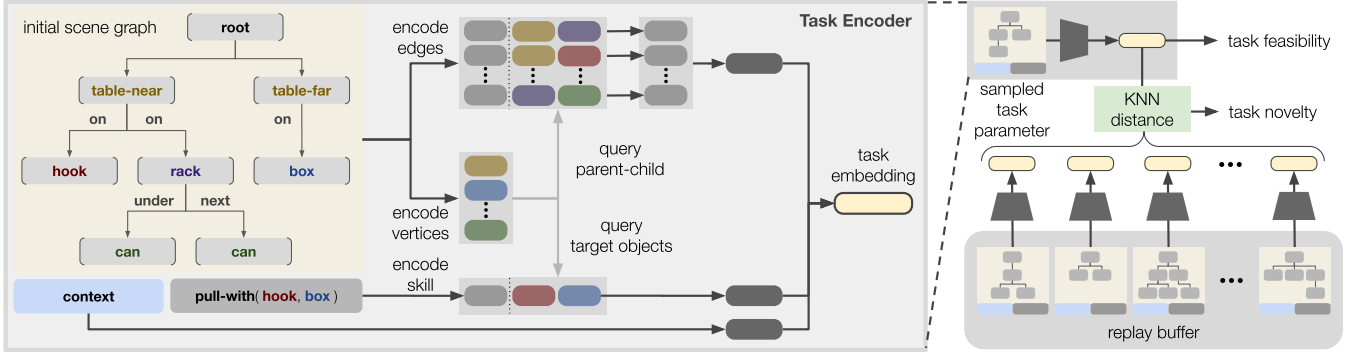 initial scene graph
root
table-near
table-far
on
on
on
hook
rack
box
under
next
can
can
context
pull-with( hook, box )
Task Encoder
encode
edges
encode
vertices
encode
skill
query
parent-child
query
target objects
task
embedding
sampled
task
parameter
task feasibility
KNN
distance
task novelty
replay buffer